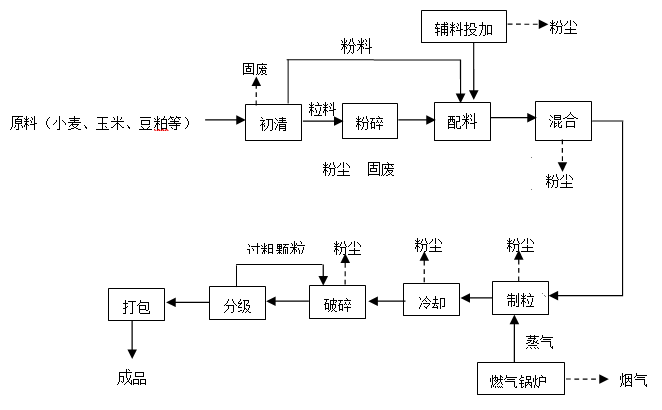 辅料投加
粉尘
粉料
固废
原料（小麦、玉米、豆粕等）
初清
粒料
粉碎
配料
混合
粉尘 固废
粉尘
过粗颗粒
粉尘
粉尘
粉尘
打包
分级
破碎
冷却
制粒
蒸气
成品
燃气锅炉
烟气